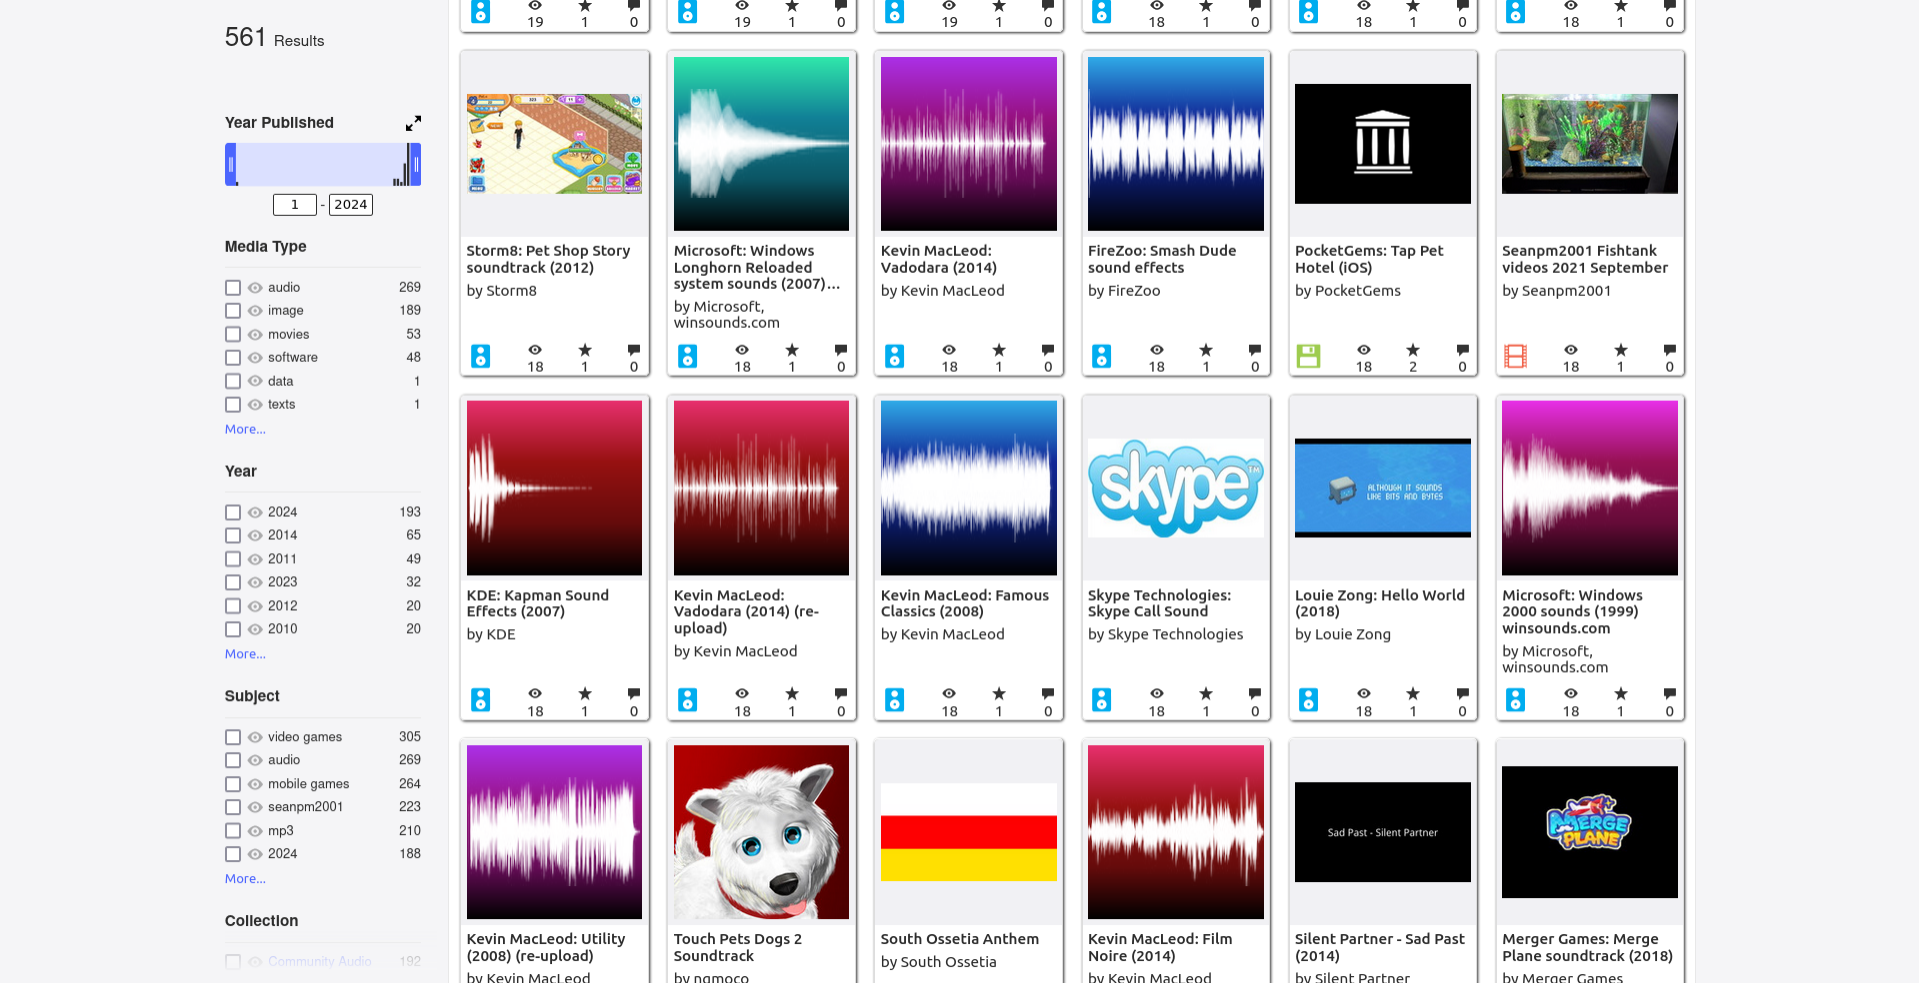 561 Results
Year Published
1 - 2024
Media Type
audio 269
image 189
movies 53
software 48
data 1
texts 1
More...
Year
2024 193
2014 65
2011 49
2023 32
2012 20
2010 20
More...
Subject
video games 305
audio 269
mobile games 264
seanpm2001 223
mp3 210
2024 188
More...
Collection
Community Audio 192
19 1 0
19 1 0
19 1 0
18 1 0
18 1 0
18 1 0
Storm8: Pet Shop Story
soundtrack (2012)
by Storm8
18 1 0
Microsoft: Windows
Longhorn Reloaded
system sounds (2007)...
by Microsoft,
winsounds.com
18 1 0
Kevin MacLeod:
Vadodara (2014)
by Kevin MacLeod
18 1 0
FireZoo: Smash Dude
sound effects
by FireZoo
18 1 0
PocketGems: Tap Pet
Hotel (iOS)
by PocketGems
18 2 0
Seanpm2001 Fishtank
videos 2021 September
by Seanpm2001
18 1 0
KDE: Kapman Sound
Effects (2007)
by KDE
18 1 0
Kevin MacLeod:
Vadodara (2014) (re-
upload)
by Kevin MacLeod
18 1 0
Kevin MacLeod: Famous
Classics (2008)
by Kevin MacLeod
18 1 0
skype TM
Skype Technologies:
Skype Call Sound
by Skype Technologies
18 1 0
ALTHOUGH IT SOUNDS
LIKE BITS AND BYTES
Louie Zong: Hello World
(2018)
by Louie Zong
18 1 0
Microsoft: Windows
2000 sounds (1999)
winsounds.com
by Microsoft,
winsounds.com
18 1 0
Kevin MacLeod: Utility
(2008) (re-upload)
by Kevin MacLeod
Touch Pets Dogs 2
Soundtrack
by ngmoco
South Ossetia Anthem
by South Ossetia
Kevin MacLeod: Film
Noire (2014)
by Kevin MacLeod
Sad Past - Silent Partner
Silent Partner - Sad Past
(2014)
by Silent Partner
MERGE
PLANE
Merger Games: Merge
Plane soundtrack (2018)
by Merger Games